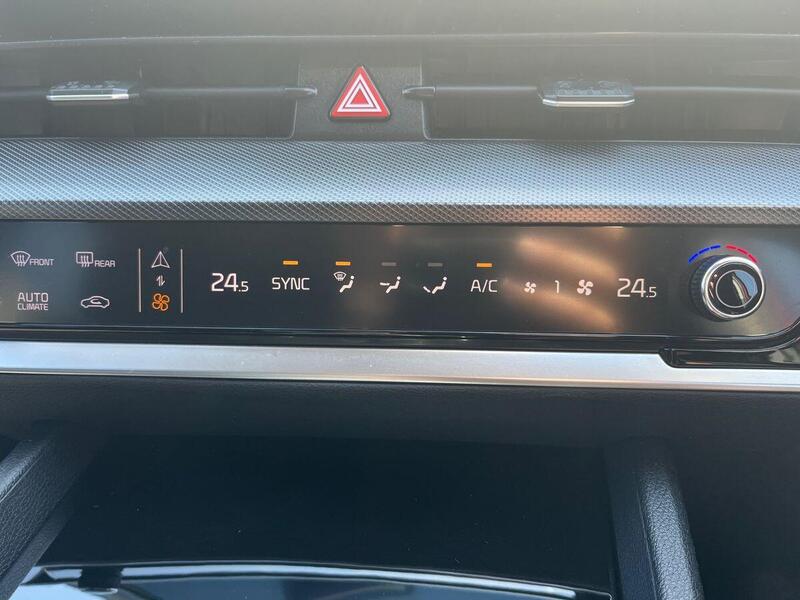 FRONT REAR
24.5 SYNC A/C 1 24.5
AUTO
CLIMATE